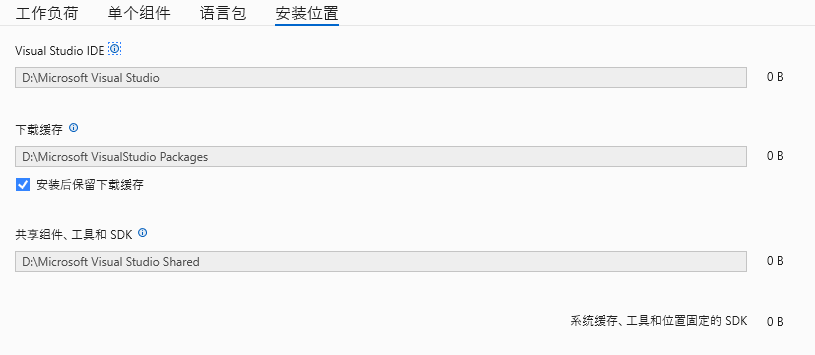 工作负荷 单个组件 语言包 安装位置
Visual Studio IDE
D:\Microsoft Visual Studio 0 B
下载缓存
D:\Microsoft VisualStudio Packages 0 B
安装后保留下载缓存
共享组件、工具和 SDK
D:\Microsoft Visual Studio Shared 0 B
系统缓存、工具和位置固定的 SDK 0 B